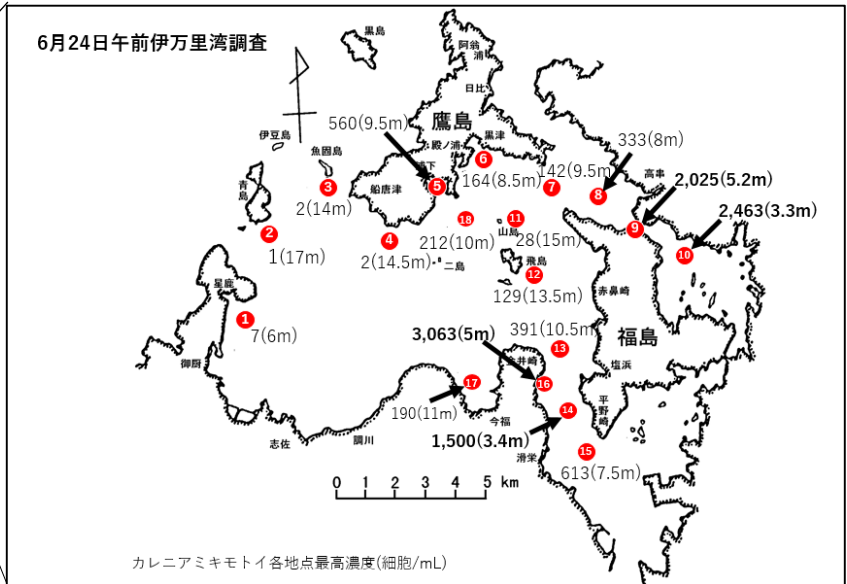 6月24日午前伊万里湾調査
黒島
阿翁
浦
日比
鷹島
560(9.5m)
殿ノ浦
黒津
333(8m)
伊豆島
魚固島
6
142(9.5m)
高串
164(8.5m)
2,025(5.2m)
青島
3
船唐津
5
7
8
2(14m)
2,463(3.3m)
18
11
2
4
212(10m)
山島
28(15m)
9
10
1(17m)
2(14.5m)
二島
飛島
12
星鹿
129(13.5m)
赤鼻崎
1
7(6m)
3,063(5m)
391(10.5m)
福島
13
御厨
塩浜
17
16
190(11m)
今福
14
平野崎
1,500(3.4m)
志佐
調川
滑栄
15
613(7.5m)
0 1 2 3 4 5 km
カレニアミキモトイ各地点最高濃度(細胞/mL)